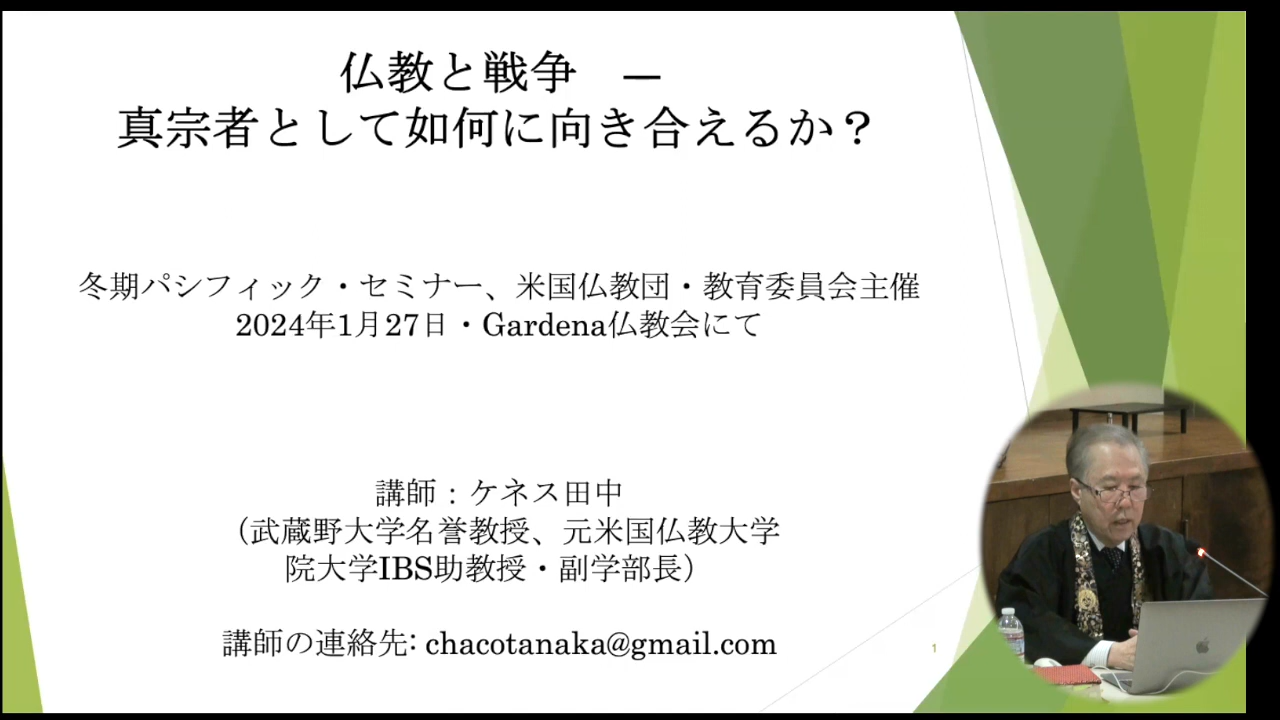 仏教と戦争　―
真宗者として如何に向き合えるか？
冬期パシフィック・セミナー、米国仏教団・教育委員会主催
2024年1月27日・Gardena仏教会にて
講師：ケネス田中
（武蔵野大学名誉教授、元米国仏教大学
院大学IBS助教授・副学部長）
講師の連絡先: chacotanaka@gmail.com
1